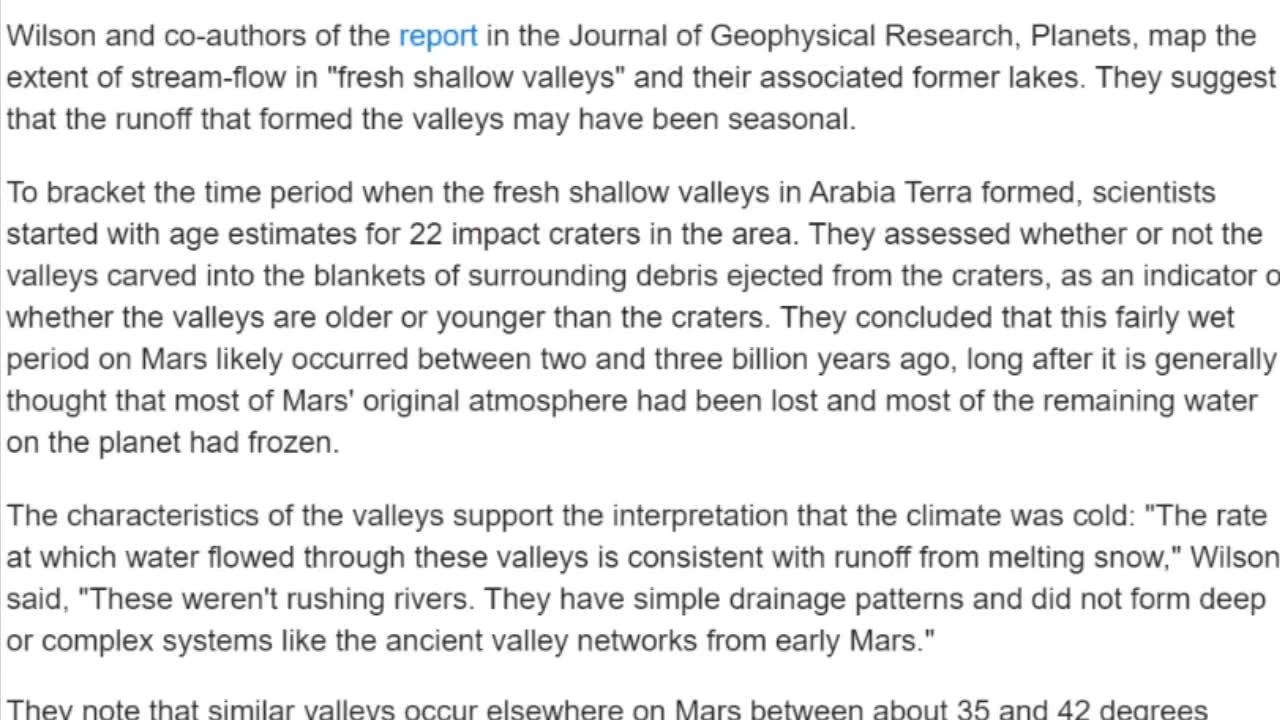 Wilson and co-authors of the report in the Journal of Geophysical Research, Planets, map the
extent of stream-flow in "fresh shallow valleys" and their associated former lakes. They suggest
that the runoff that formed the valleys may have been seasonal.
To bracket the time period when the fresh shallow valleys in Arabia Terra formed, scientists
started with age estimates for 22 impact craters in the area. They assessed whether or not the
valleys carved into the blankets of surrounding debris ejected from the craters, as an indicator o
whether the valleys are older or younger than the craters. They concluded that this fairly wet
period on Mars likely occurred between two and three billion years ago, long after it is generally
thought that most of Mars' original atmosphere had been lost and most of the remaining water
on the planet had frozen.
The characteristics of the valleys support the interpretation that the climate was cold: "The rate
at which water flowed through these valleys is consistent with runoff from melting snow," Wilson
said, "These weren't rushing rivers. They have simple drainage patterns and did not form deep
or complex systems like the ancient valley networks from early Mars."
They note that similar valleys occur elsewhere on Mars between about 35 and 42 degrees